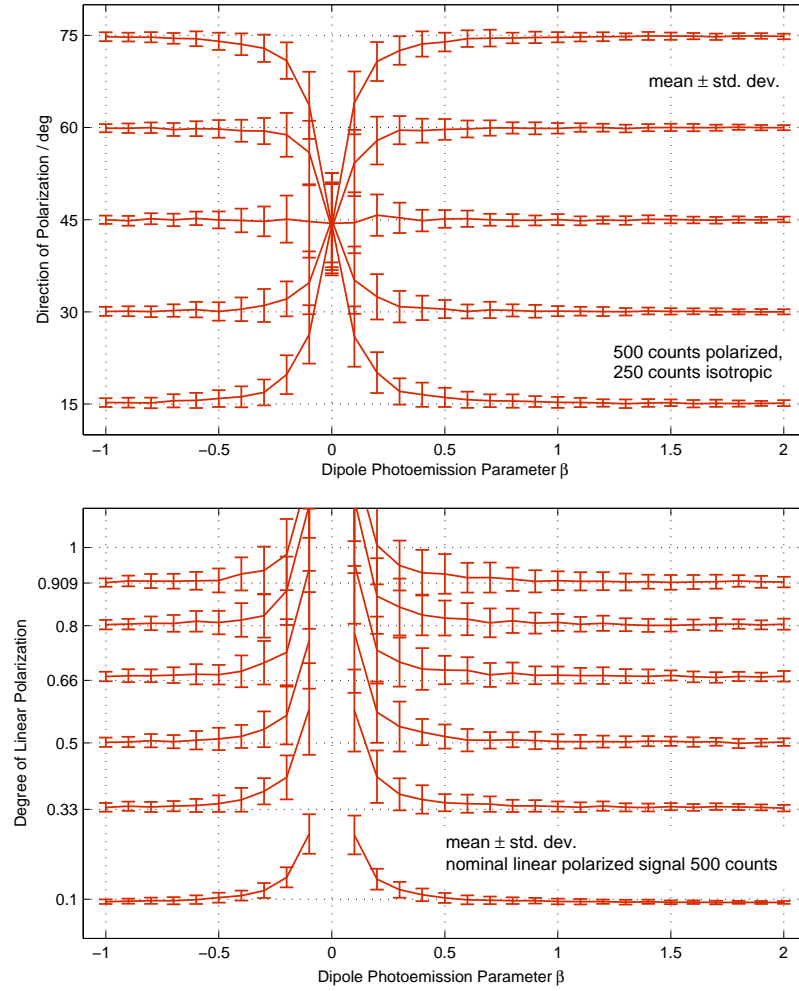 75
60
45
30
15
Direction of Polarization / deg
mean ± std. dev.
500 counts polarized,
250 counts isotropic
−1
−0.5
0
0.5
1
1.5
2
Dipole Photoemission Parameter β
1
0.909
0.8
0.66
0.5
0.33
0.1
Degree of Linear Polarization
mean ± std. dev.
nominal linear polarized signal 500 counts
−1
−0.5
0
0.5
1
1.5
2
Dipole Photoemission Parameter β